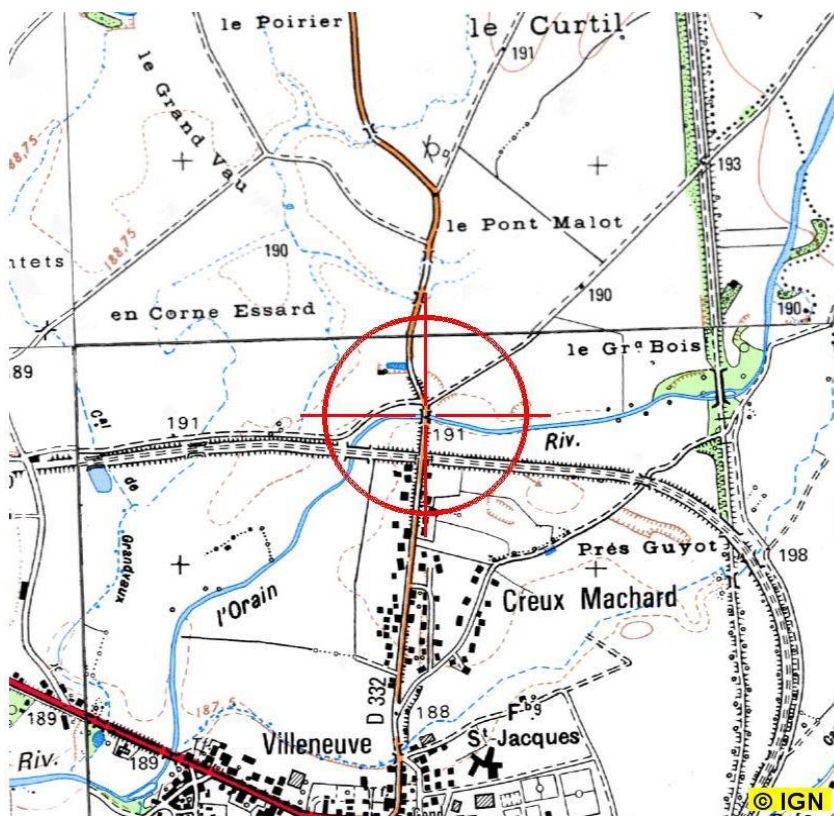 le Poirier
le Curtil
191
le Grand Vau
188,75
193
le Pont Malot
190
188,75
ntets
190
en Corne Essard
190
le Grd Bois
89
Cal
191
191
Riv.
de
Grandvaux
Prés Guyot
198
l'Orain
Creux Machard
D 332
187,5
188
Fbg
St Jacques
189
Villeneuve
Riv.
189
© IGN